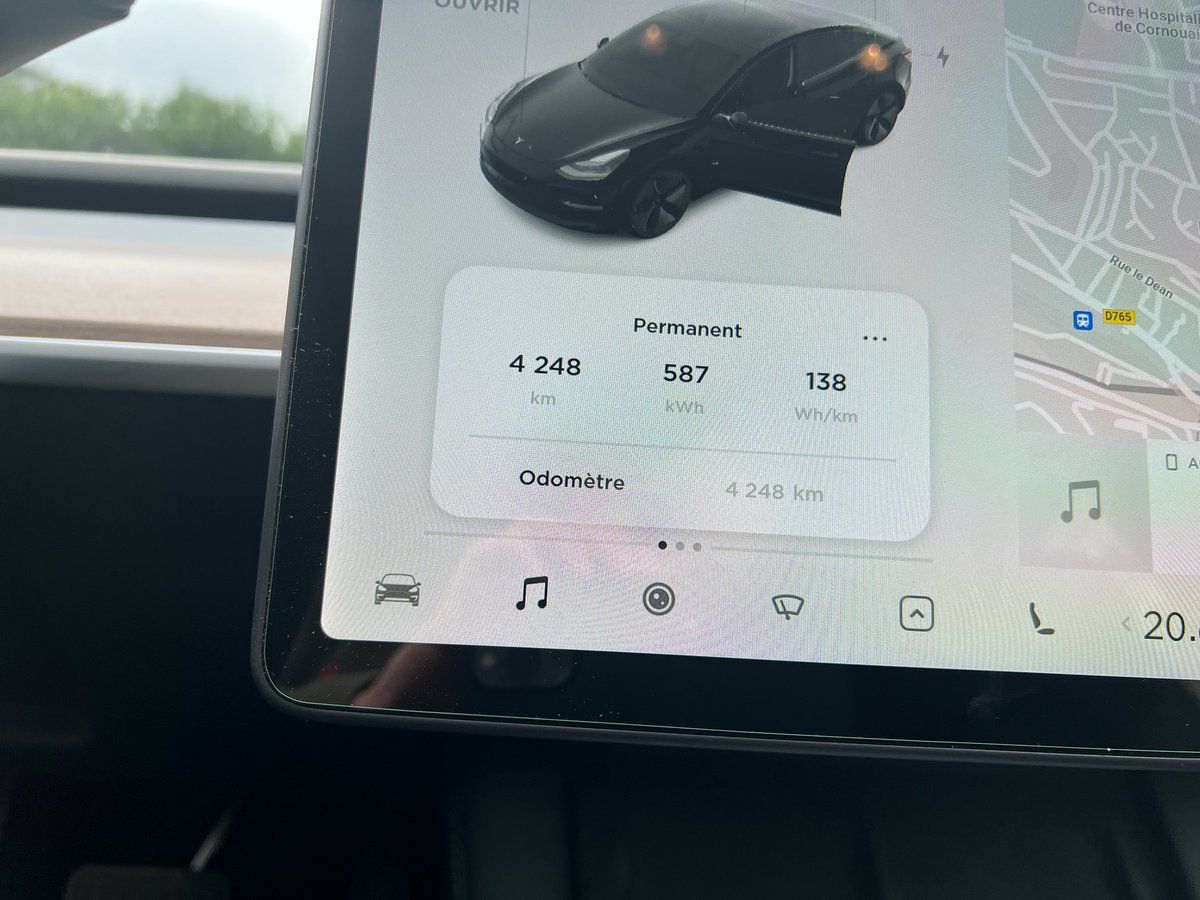 OUVRIR
Centre Hospitali
de Cornouai
Rue le Dean
D765
Permanent
4 248 587 138
km kWh Wh/km
Odomètre 4 248 km
A
20.